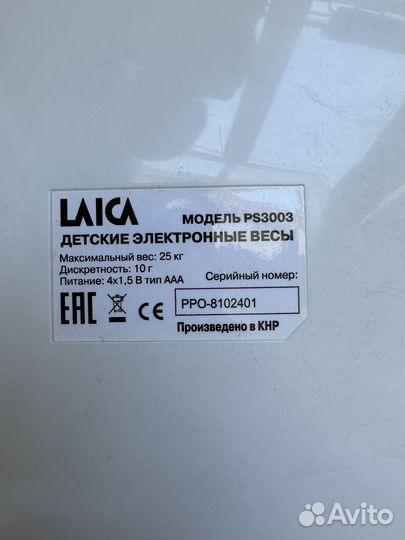 LAICA
МОДЕЛЬ PS3003
ДЕТСКИЕ ЭЛЕКТРОННЫЕ ВЕСЫ
Максимальный вес: 25 кг
Дискретность: 10 г
Питание: 4х1,5 В тип ААА
Серийный номер:
PPO-8102401
EAC CE
Произведено в КНР
Avito